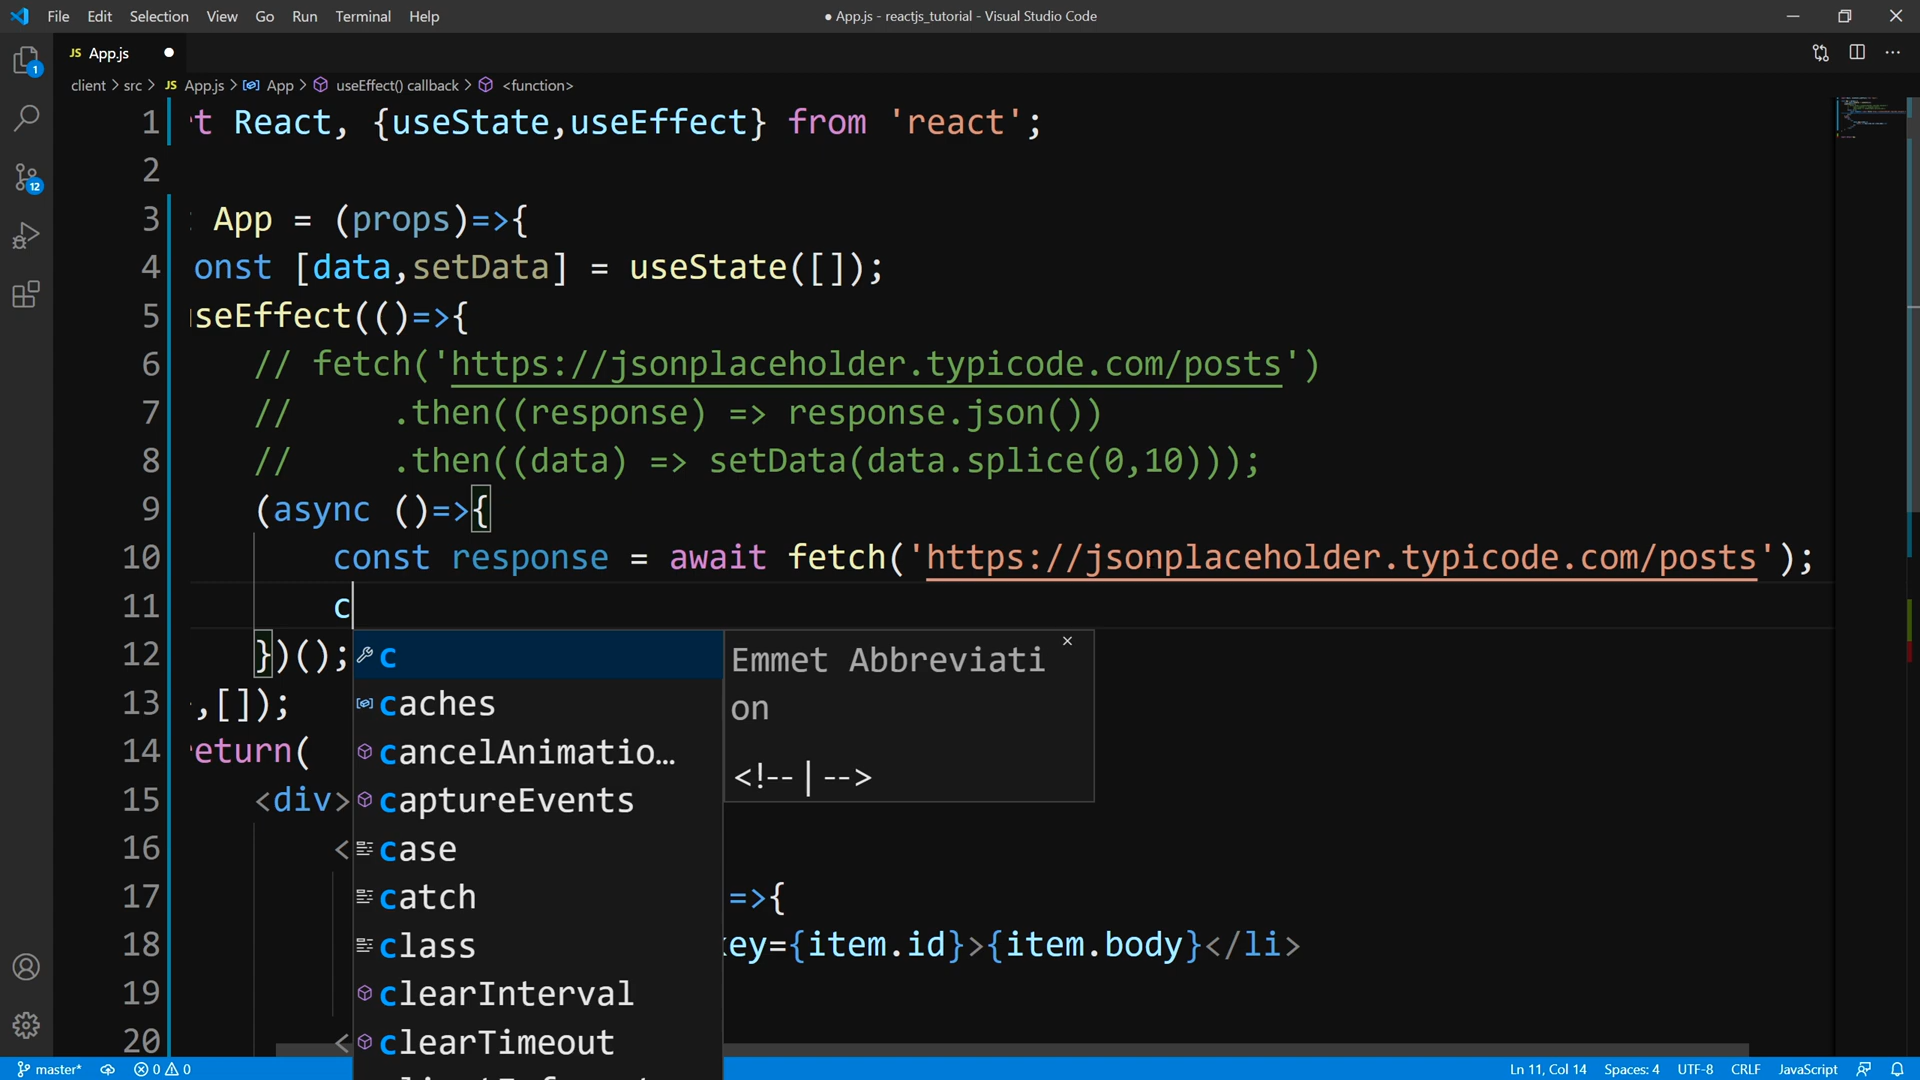 File Edit Selection View Go Run Terminal Help
● App.js - reactjs_tutorial - Visual Studio Code
JS App.js ●
client > src > JS App.js > App > useEffect() callback > <function>
1 rt React, {useState,useEffect} from 'react';
2
3 App = (props)=>{
4 onst [data,setData] = useState([]);
5 useEffect(()=>{
6 // fetch('https://jsonplaceholder.typicode.com/posts')
7 // .then((response) => response.json())
8 // .then((data) => setData(data.splice(0,10)));
9 (async ()=>{
10 const response = await fetch('https://jsonplaceholder.typicode.com/posts');
11 c
12 })();
13 ,[]);
14 return(
15 <div>
16 <
17 =>{
18 key={item.id}>{item.body}</li>
19
20 <
c
caches
cancelAnimatio…
captureEvents
case
catch
class
clearInterval
clearTimeout
Emmet Abbreviati
on
<!-- | -->
1
12
master* 0 0
Ln 11, Col 14 Spaces: 4 UTF-8 CRLF JavaScript